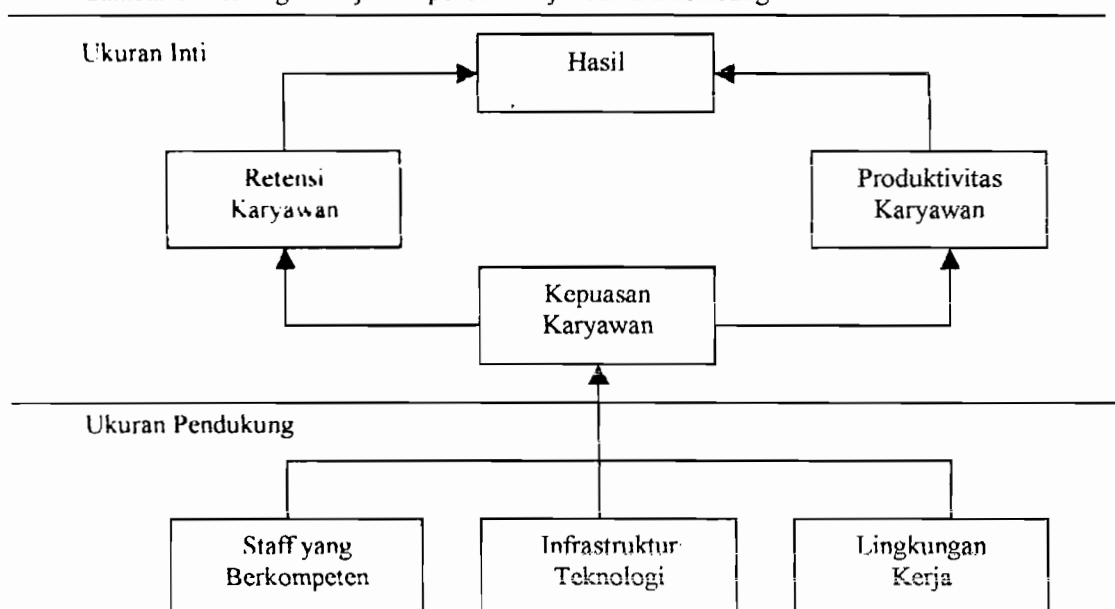 Ukuran Inti
Hasil
Retensi
Karyawan
Produktivitas
Karyawan
Kepuasan
Karyawan
Ukuran Pendukung
Staff yang
Berkompeten
Infrastruktur
Teknologi
Lingkungan
Kerja